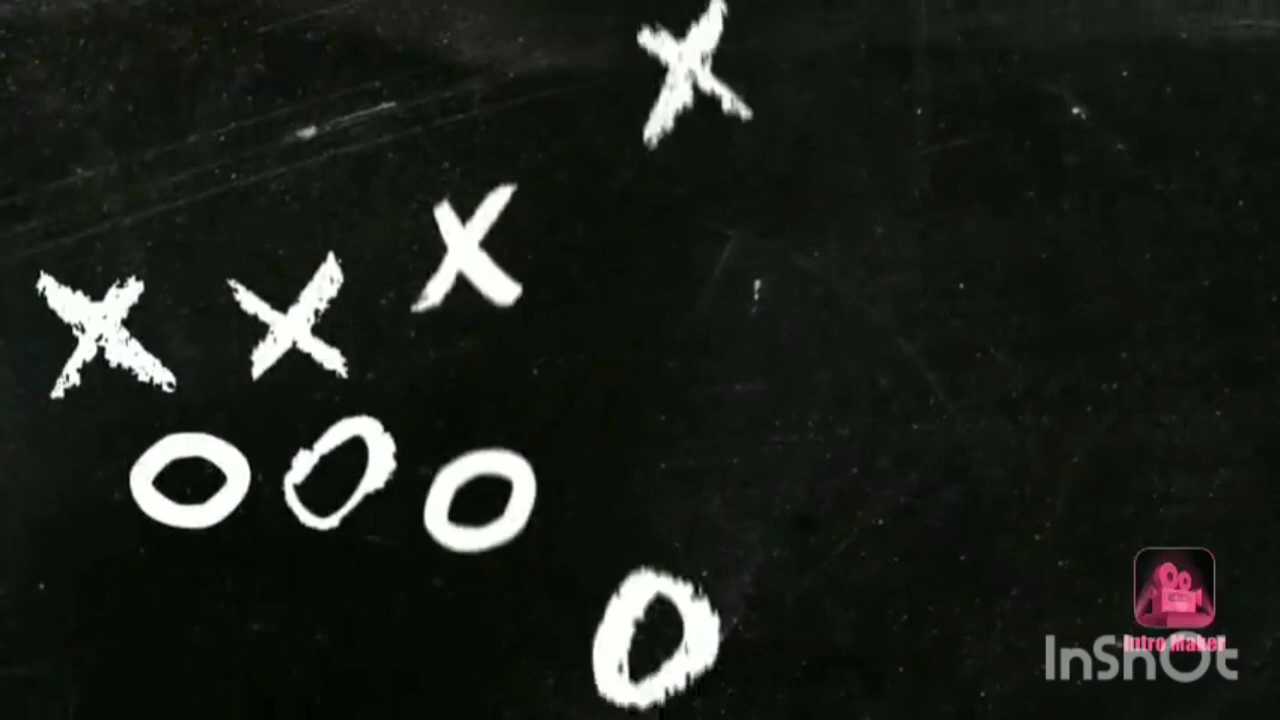 X
X
X X
O O O
O
Intro Maker
InShOt